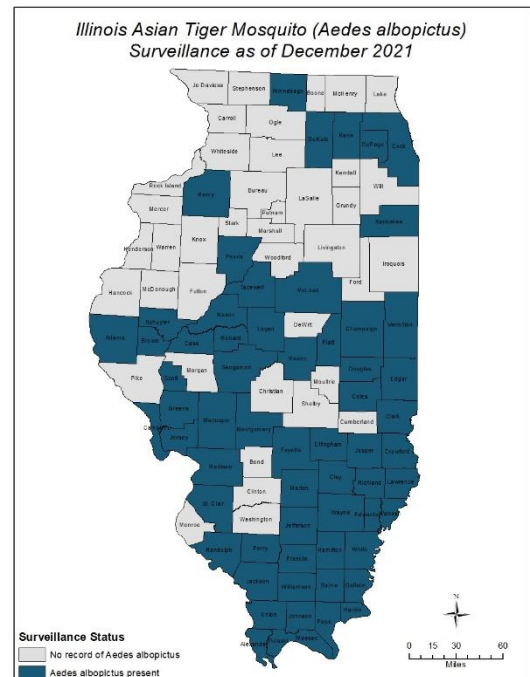 Illinois Asian Tiger Mosquito (Aedes albopictus)
Surveillance as of December 2021
Jo Daviess Stephenson Winnebago Boone McHenry Lake
Carroll Ogle
Whiteside Lee DeKalb Kane DuPage Cook
Rock Island Henry Bureau Kendall Will
Mercer Putnam LaSalle Grundy Kankakee
Henderson Warren Knox Stark Marshall Livingston
Peoria Woodford Iroquois
Hancock McDonough Fulton Tazewell McLean Ford
Schuyler Mason Logan DeWitt Champaign Vermilion
Adams Brown Cass Menard Macon Piatt
Pike Scott Morgan Sangamon Christian Moultrie Douglas Edgar
Shelby Coles
Greene Macoupin Montgomery Cumberland Clark
Calhoun Jersey Fayette Effingham Jasper Crawford
Madison Bond Clay Richland Lawrence
St. Clair Clinton Marion
Monroe Washington Jefferson Wayne Edwards Wabash
Randolph Perry Franklin Hamilton White
Jackson Williamson Saline Gallatin
Union Johnson Pope Hardin
Alexander Pulaski Massac
Surveillance Status
No record of Aedes albopictus
Aedes albopictus present
N
0 15 30 60
Miles